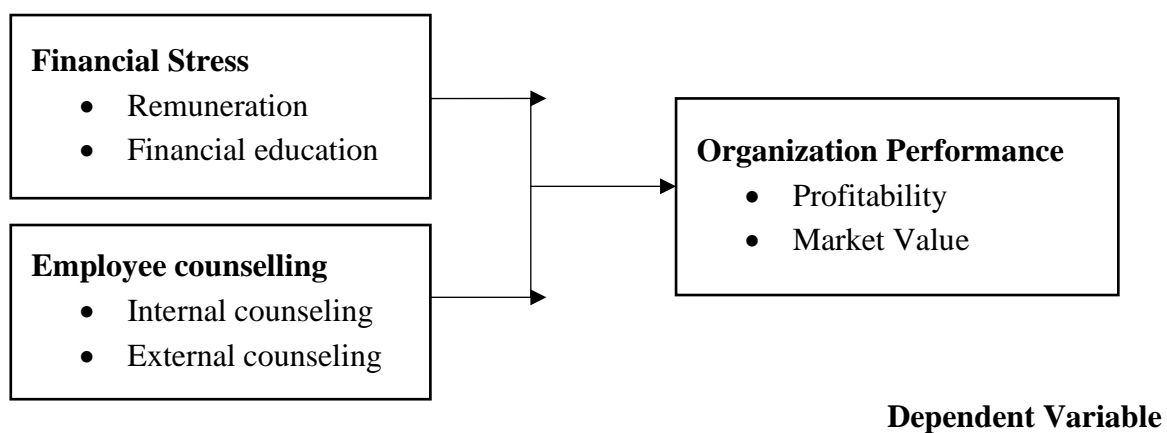 Financial Stress
• Remuneration
• Financial education
Employee counselling
• Internal counseling
• External counseling
Organization Performance
• Profitability
• Market Value
Dependent Variable